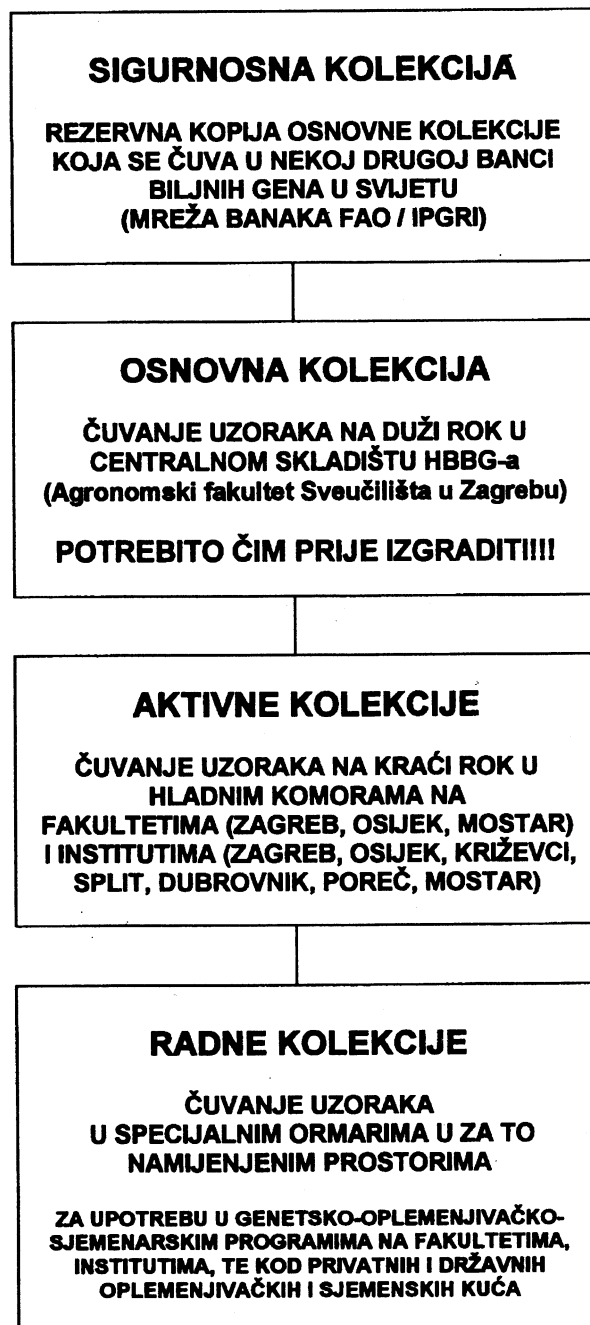 SIGURNOSNA KOLEKCIJA
REZERVNA KOPIJA OSNOVNE KOLEKCIJE
KOJA SE ČUVA U NEKOJ DRUGOJ BANCI
BILJNIH GENA U SVIJETU
(MREŽA BANAKA FAO / IPGRI)
OSNOVNA KOLEKCIJA
ČUVANJE UZORAKA NA DUŽI ROK U
CENTRALNOM SKLADIŠTU HBBG-a
(Agronomski fakultet Sveučilišta u Zagrebu)
POTREBITO ČIM PRIJE IZGRADITI!!!!
AKTIVNE KOLEKCIJE
ČUVANJE UZORAKA NA KRAĆI ROK U
HLADNIM KOMORAMA NA
FAKULTETIMA (ZAGREB, OSIJEK, MOSTAR)
I INSTITUTIMA (ZAGREB, OSIJEK, KRIŽEVCI,
SPLIT, DUBROVNIK, POREČ, MOSTAR)
RADNE KOLEKCIJE
ČUVANJE UZORAKA
U SPECIJALNIM ORMARIMA U ZA TO
NAMIJENJENIM PROSTORIMA
ZA UPOTREBU U GENETSKO-OPLEMENJIVAČKO-
SJEMENARSKIM PROGRAMIMA NA FAKULTETIMA,
INSTITUTIMA, TE KOD PRIVATNIH I DRŽAVNIH
OPLEMENJIVAČKIH I SJEMENSKIH KUĆA